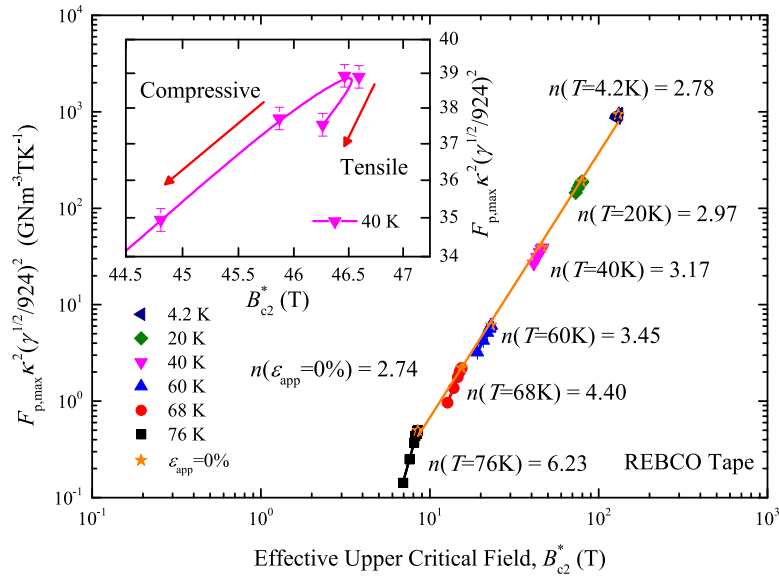 F_p,max κ^2(γ^1/2/924)^2 (GNm^-3TK^-1)
10^4
10^3
10^2
10^1
10^0
10^-1
10^-1
10^0
10^1
10^2
10^3
Effective Upper Critical Field, B*_c2 (T)
40
39
38
37
36
35
34
F_p,max κ^2(γ^1/2/924)^2
44.5
45
45.5
46
46.5
47
B*_c2 (T)
Compressive
Tensile
40 K
n(T=4.2K) = 2.78
n(T=20K) = 2.97
n(T=40K) = 3.17
n(T=60K) = 3.45
n(ε_app=0%) = 2.74
n(T=68K) = 4.40
n(T=76K) = 6.23
REBCO Tape
4.2 K
20 K
40 K
60 K
68 K
76 K
ε_app=0%